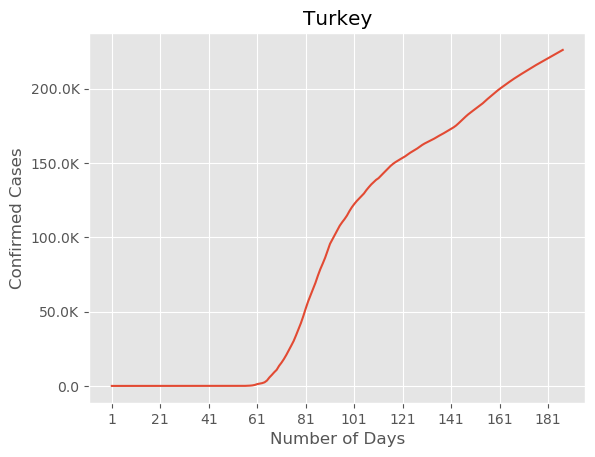 Turkey
Confirmed Cases
200.0K
150.0K
100.0K
50.0K
0.0
1 21 41 61 81 101 121 141 161 181
Number of Days